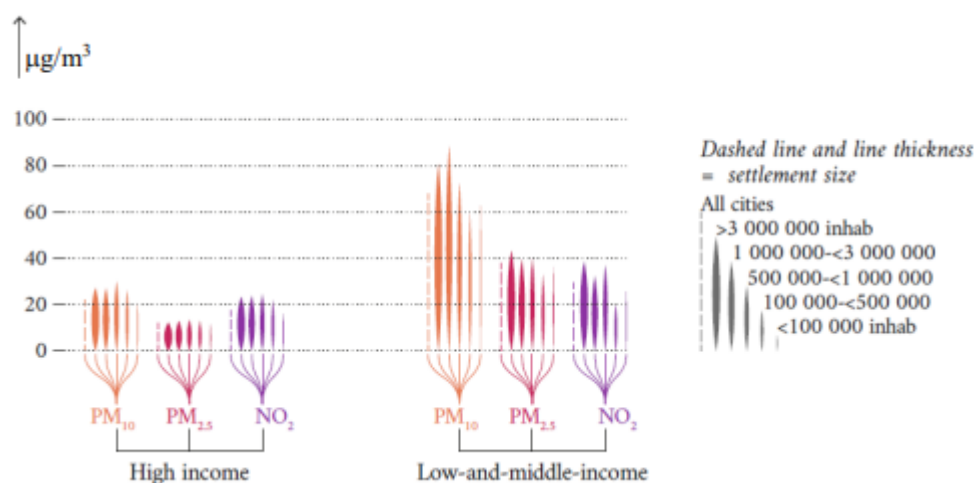 μg/m³
100
80
60
40
20
0
PM₁₀
PM₂.₅
NO₂
High income
PM₁₀
PM₂.₅
NO₂
Low-and-middle-income
Dashed line and line thickness
= settlement size
All cities
>3 000 000 inhab
1 000 000-<3 000 000
500 000-<1 000 000
100 000-<500 000
<100 000 inhab